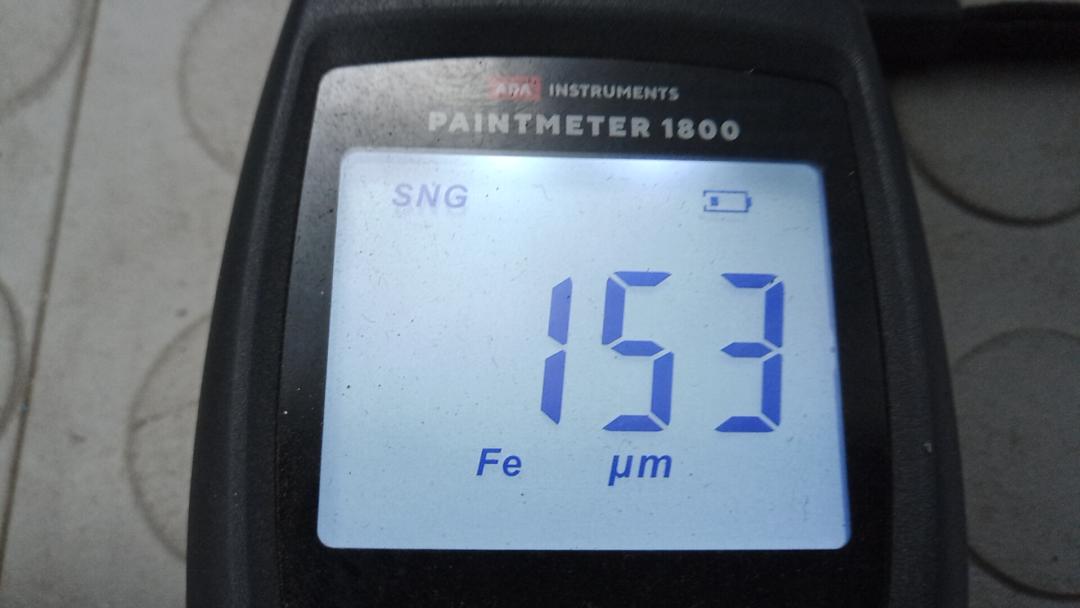 ADA INSTRUMENTS
PAINTMETER 1800
SNG
153
Fe µm